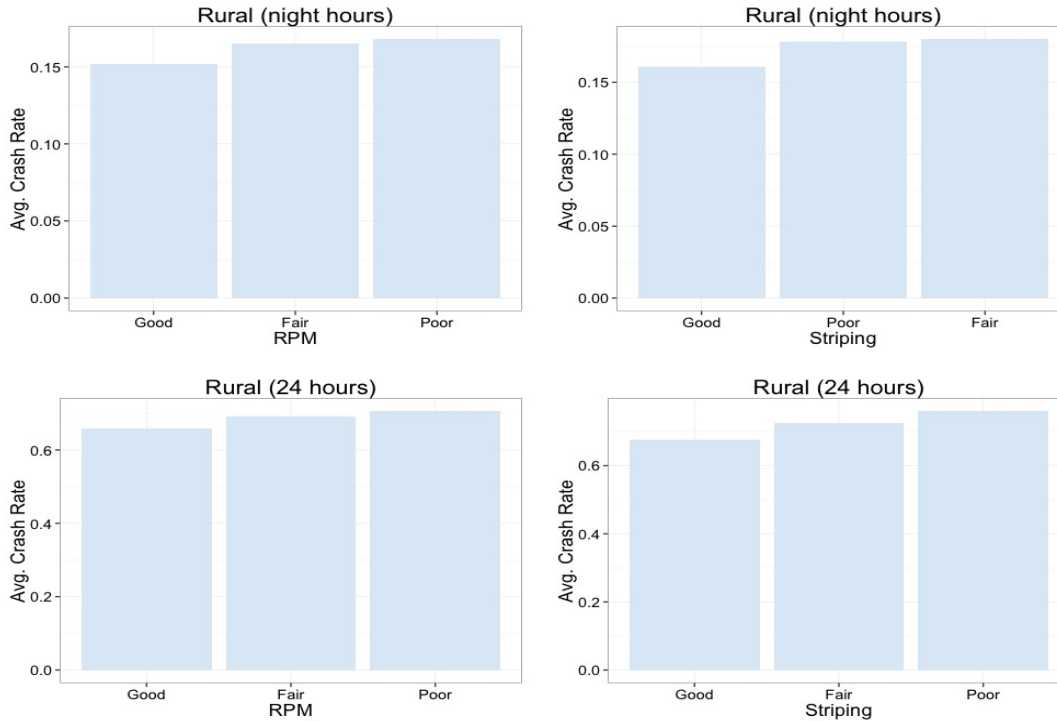 Rural (night hours)
Avg. Crash Rate
0.15
0.10
0.05
0.00
Good Fair Poor
RPM
Rural (night hours)
Avg. Crash Rate
0.15
0.10
0.05
0.00
Good Poor Fair
Striping
Rural (24 hours)
Avg. Crash Rate
0.6
0.4
0.2
0.0
Good Fair Poor
RPM
Rural (24 hours)
Avg. Crash Rate
0.6
0.4
0.2
0.0
Good Fair Poor
Striping